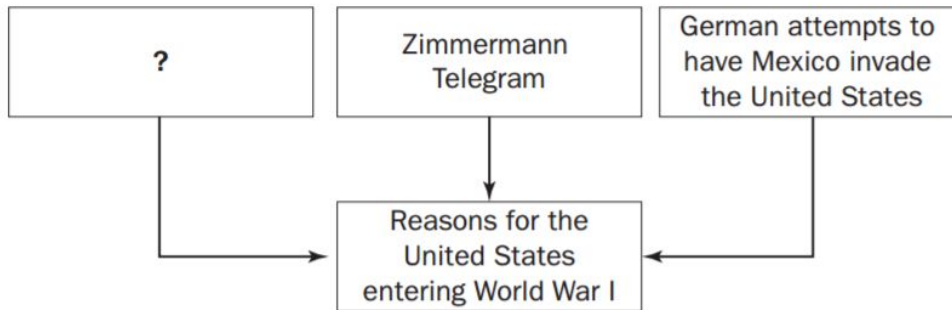 ?
Zimmermann
Telegram
German attempts to
have Mexico invade
the United States
Reasons for the
United States
entering World War I